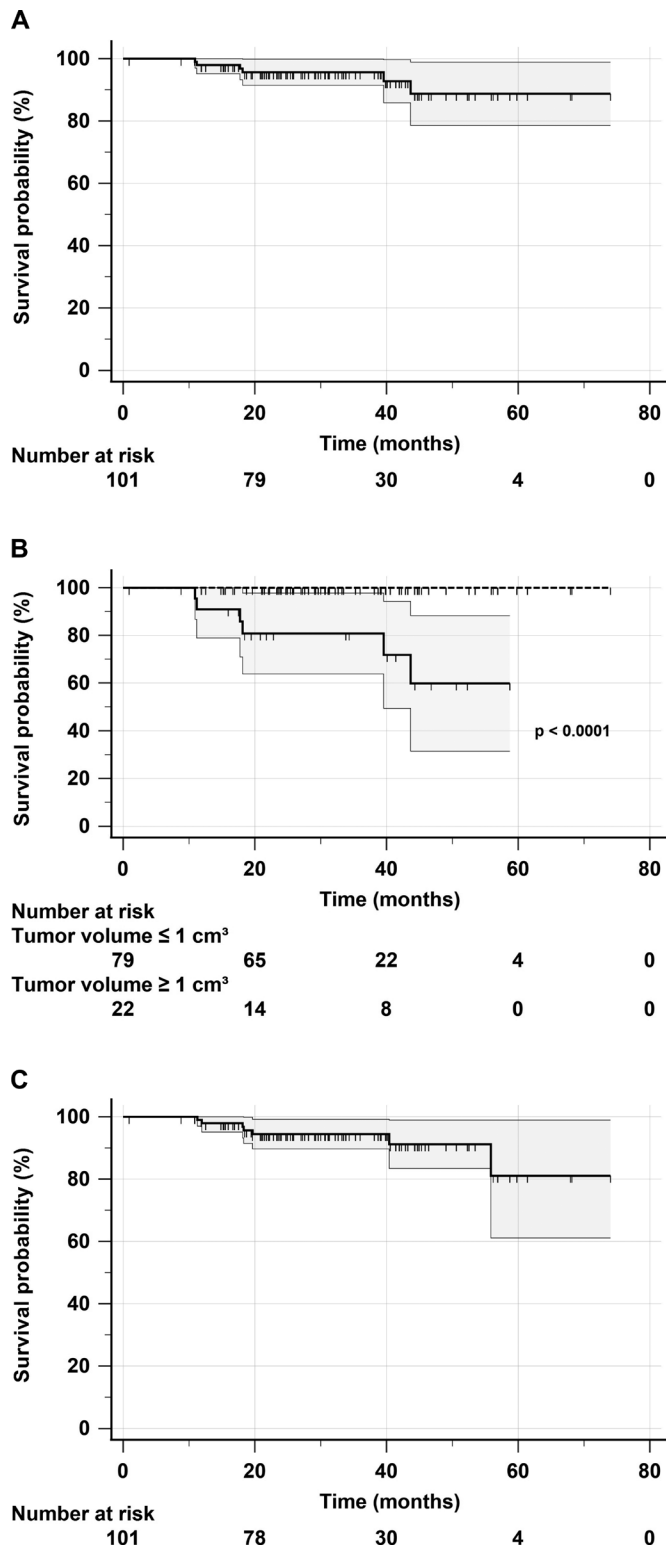 A
Survival probability (%)
100
80
60
40
20
0
0 20 40 60 80
Time (months)
Number at risk
101 79 30 4 0
B
Survival probability (%)
100
80
60
40
20
0
p < 0.0001
0 20 40 60 80
Time (months)
Number at risk
Tumor volume ≤ 1 cm³
79 65 22 4 0
Tumor volume ≥ 1 cm³
22 14 8 0 0
C
Survival probability (%)
100
80
60
40
20
0
0 20 40 60 80
Time (months)
Number at risk
101 78 30 4 0